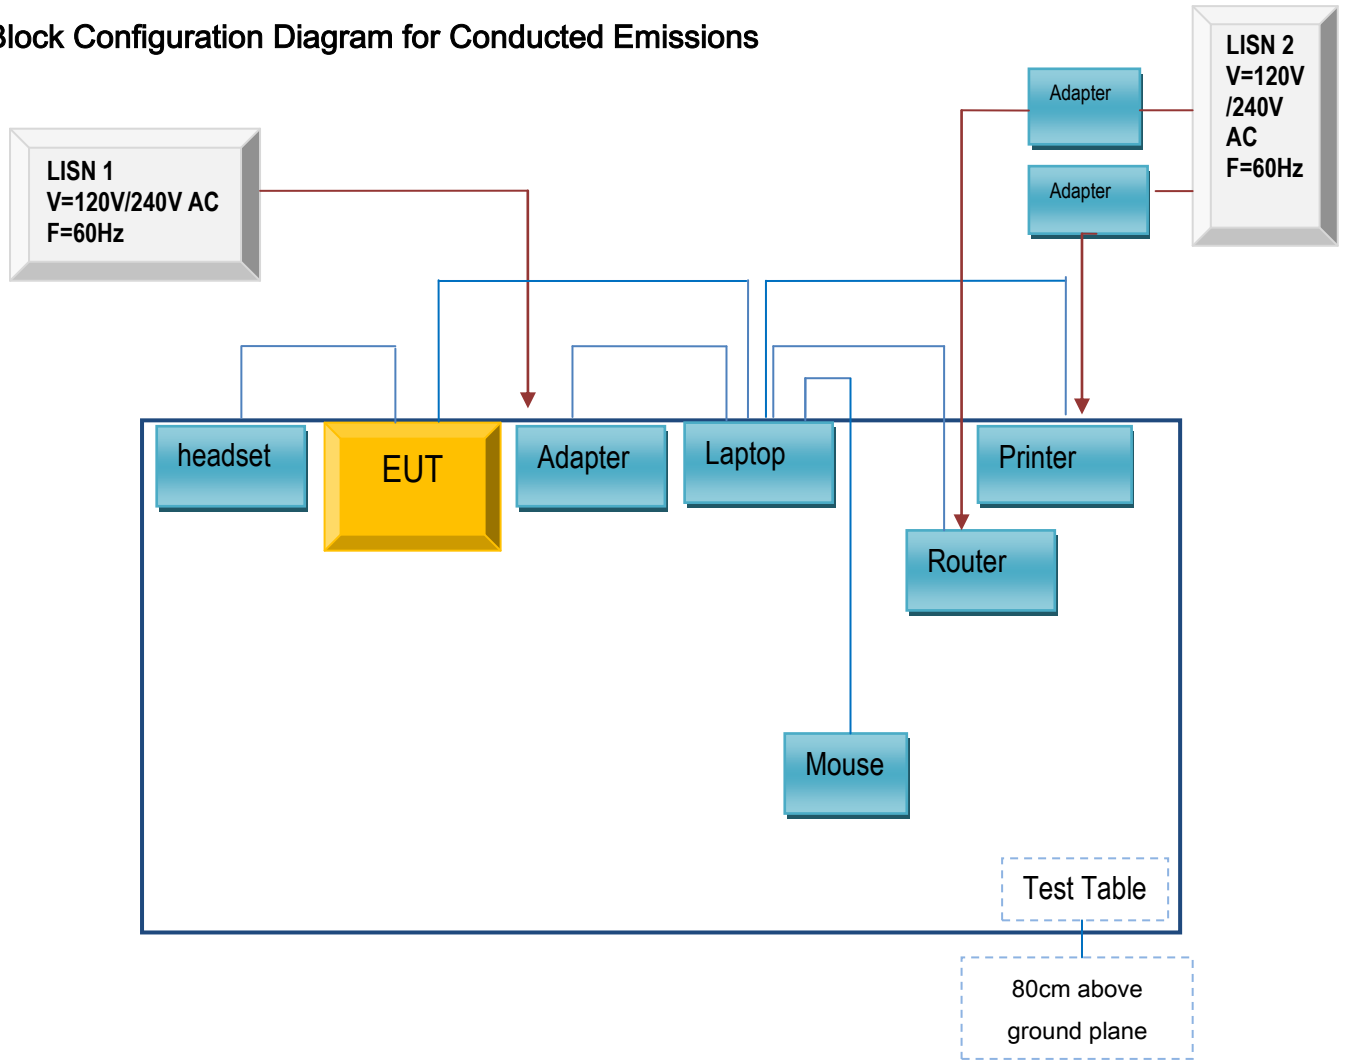 Block Configuration Diagram for Conducted Emissions
LISN 2
V=120V
/240V
AC
F=60Hz
Adapter
Adapter
LISN 1
V=120V/240V AC
F=60Hz
headset
EUT
Adapter
Laptop
Printer
Router
Mouse
Test Table
80cm above
ground plane